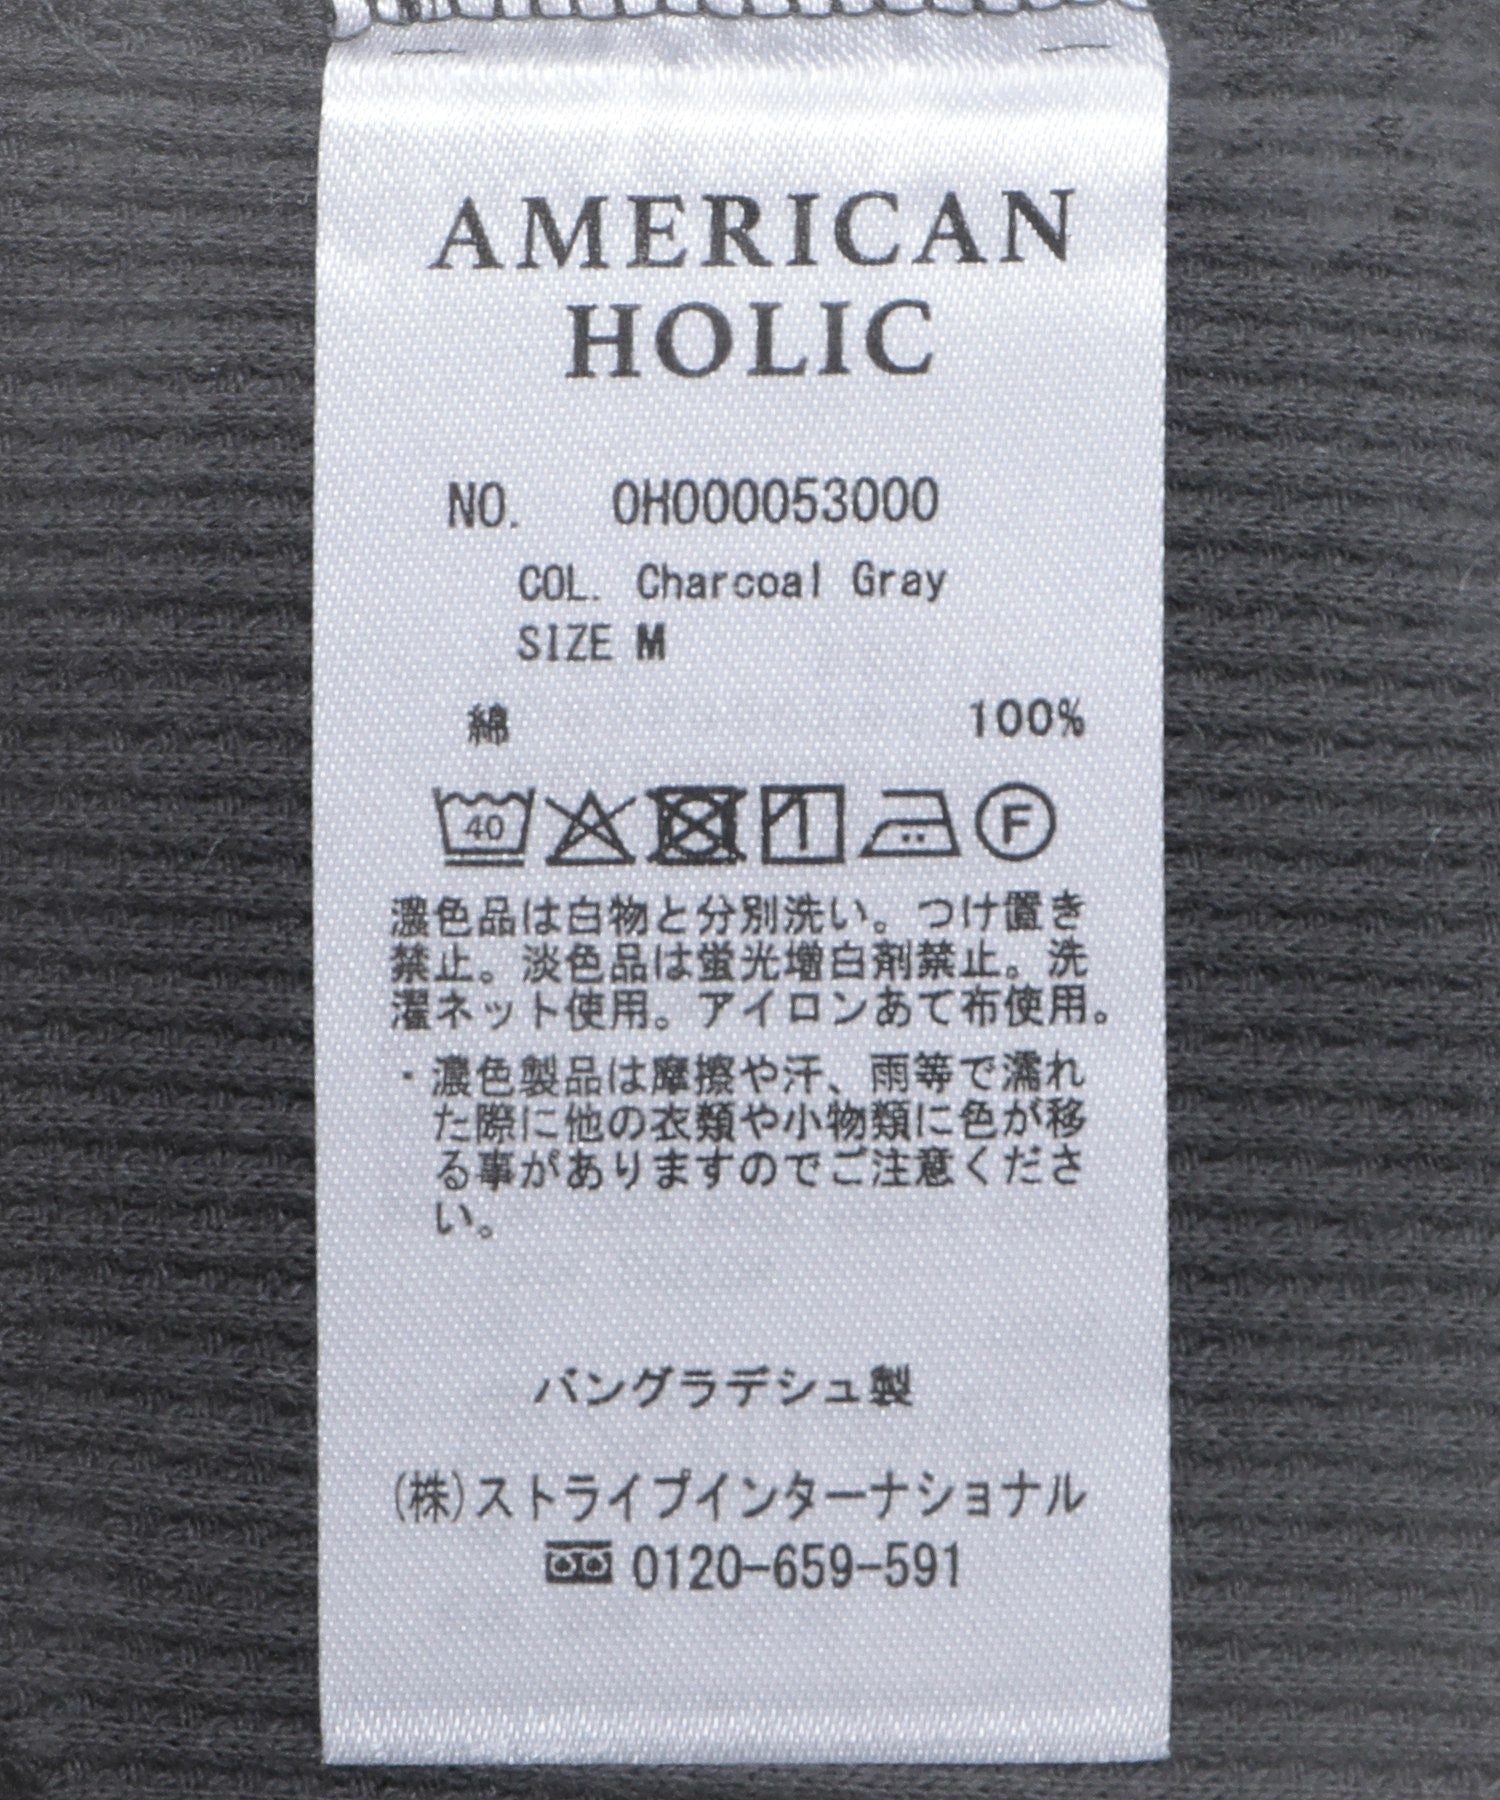 AMERICAN
HOLIC
NO. 0H000053000
COL. Charcoal Gray
SIZE M
綿 100%
40 F
濃色品は白物と分別洗い。つけ置き
禁止。淡色品は蛍光増白剤禁止。洗
濯ネット使用。アイロンあて布使用。
・濃色製品は摩擦や汗、雨等で濡れ
た際に他の衣類や小物類に色が移
る事がありますのでご注意くださ
い。
バングラデシュ製
(株)ストライプインターナショナル
0120-659-591